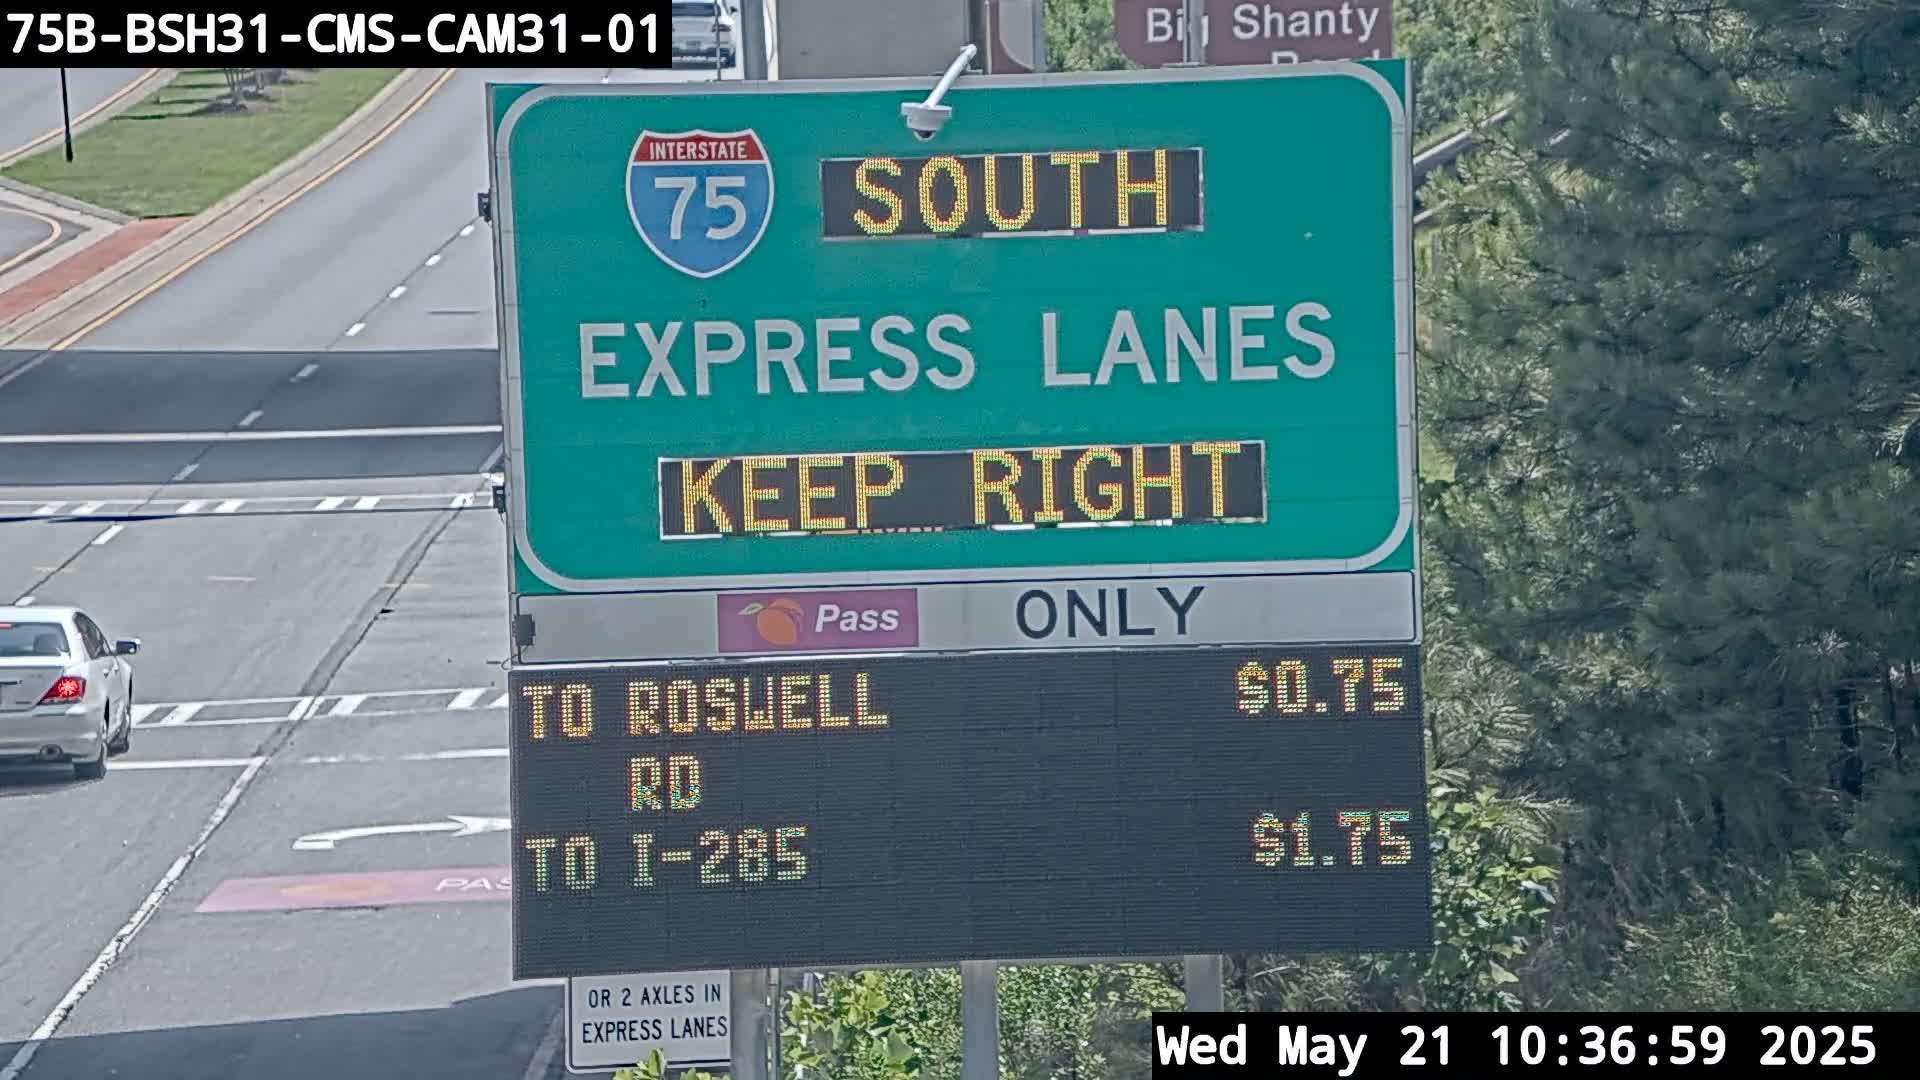 75B-BSH31-CMS-CAM31-01
Big Shanty
INTERSTATE
75
SOUTH
EXPRESS LANES
KEEP RIGHT
Pass ONLY
TO ROSWELL $0.75
RD
TO I-285 $1.75
OR 2 AXLES IN
EXPRESS LANES
Wed May 21 10:36:59 2025